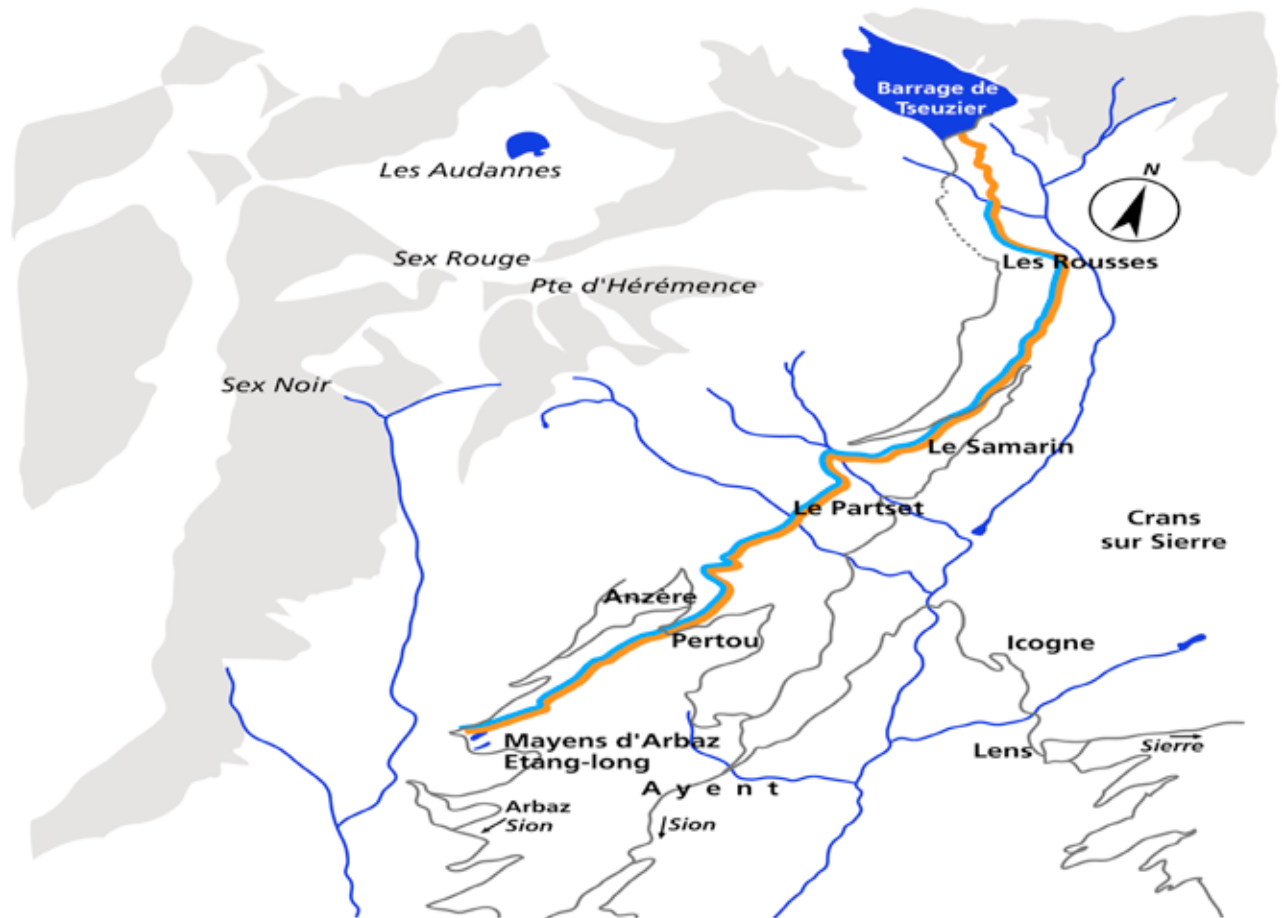 Barrage de
Tseuzier
N
Les Audannes
Sex Rouge
Les Rousses
Pte d'Hérémence
Sex Noir
Le Samarin
Le Partset
Crans
sur Sierre
Anzère
Pertou
Icogne
Mayens d'Arbaz
Etang-long
Lens
Sierre
Ayent
Arbaz
Sion
Sion